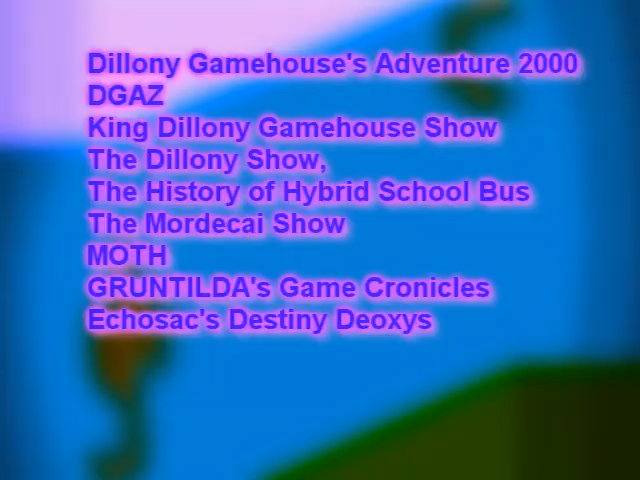 Dillony Gamehouse's Adventure 2000
DGAZ
King Dillony Gamehouse Show
The Dillony Show,
The History of Hybrid School Bus
The Mordecai Show
MOTH
GRUNTILDA's Game Cronicles
Echosac's Destiny Deoxys